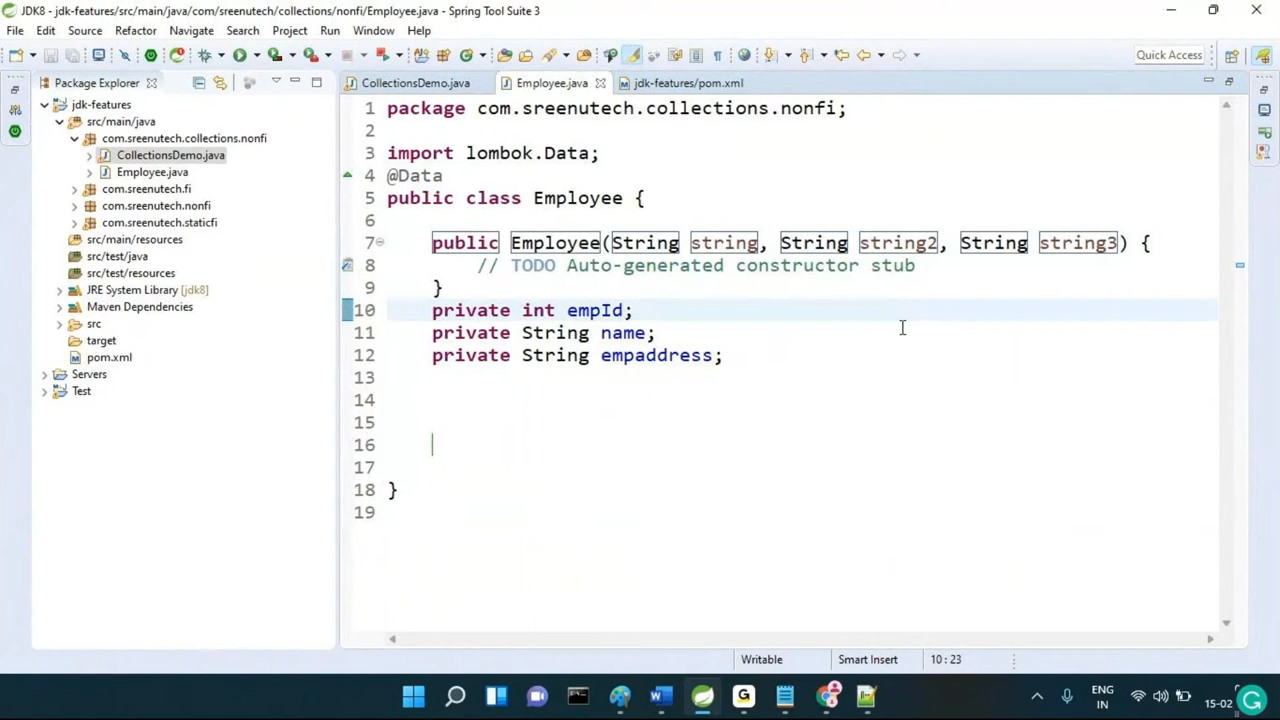 JDK8 - jdk-features/src/main/java/com/sreenutech/collections/nonfi/Employee.java - Spring Tool Suite 3
File Edit Source Refactor Navigate Search Project Run Window Help
Quick Access
Package Explorer
jdk-features
src/main/java
com.sreenutech.collections.nonfi
CollectionsDemo.java
Employee.java
com.sreenutech.fi
com.sreenutech.nonfi
com.sreenutech.staticfi
src/main/resources
src/test/java
src/test/resources
JRE System Library [jdk8]
Maven Dependencies
src
target
pom.xml
Servers
Test
CollectionsDemo.java Employee.java jdk-features/pom.xml
1 package com.sreenutech.collections.nonfi;
2
3 import lombok.Data;
4 @Data
5 public class Employee {
6
7 public Employee(String string, String string2, String string3) {
8 // TODO Auto-generated constructor stub
9 }
10 private int empId;
11 private String name;
12 private String empaddress;
13
14
15
16
17
18 }
19
Writable Smart Insert 10 : 23
ENG
IN
15-02